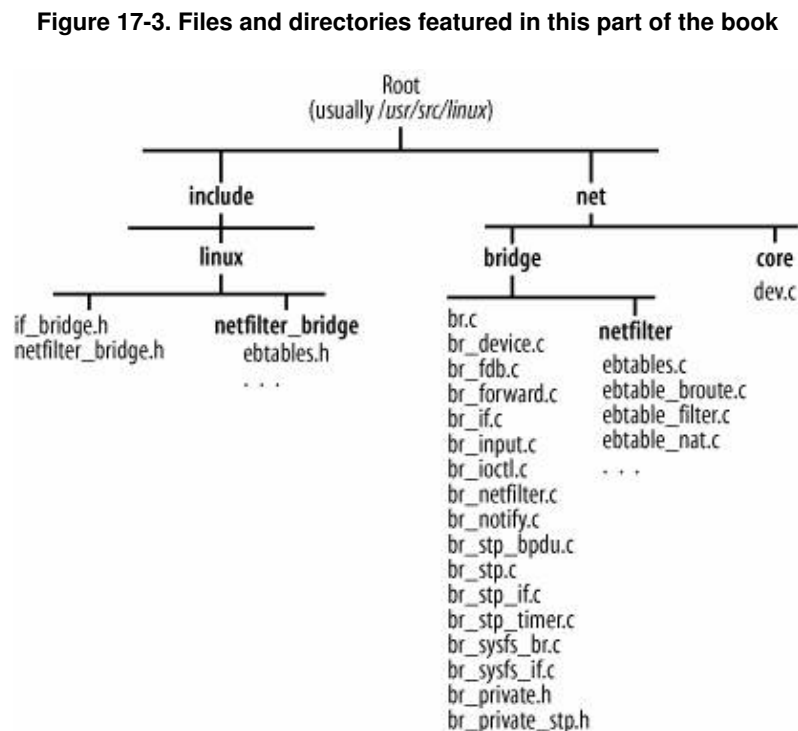 Figure 17-3. Files and directories featured in this part of the book
Root
(usually /usr/src/linux)
include
net
linux
bridge
core
dev.c
if_bridge.h
netfilter_bridge.h
netfilter_bridge
ebtables.h
. . .
br.c
br_device.c
br_fdb.c
br_forward.c
br_if.c
br_input.c
br_ioctl.c
br_netfilter.c
br_notify.c
br_stp_bpdu.c
br_stp.c
br_stp_if.c
br_stp_timer.c
br_sysfs_br.c
br_sysfs_if.c
br_private.h
br_private_stp.h
netfilter
ebtables.c
ebtable_broute.c
ebtable_filter.c
ebtable_nat.c
. . .